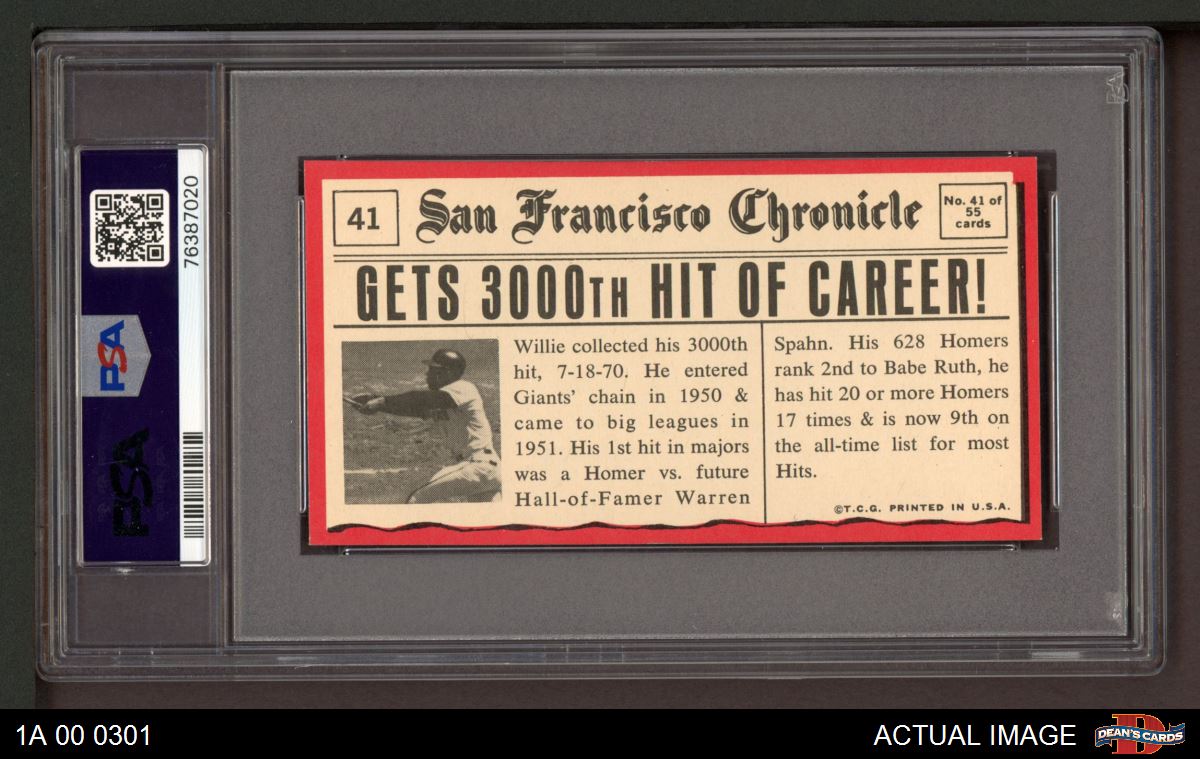 76387020
PSA
PSA
41
San Francisco Chronicle
No. 41 of
55
cards
GETS 3000TH HIT OF CAREER!
Willie collected his 3000th
hit, 7-18-70. He entered
Giants' chain in 1950 &
came to big leagues in
1951. His 1st hit in majors
was a Homer vs. future
Hall-of-Famer Warren
Spahn. His 628 Homers
rank 2nd to Babe Ruth, he
has hit 20 or more Homers
17 times & is now 9th on
the all-time list for most
Hits.
©T.C.G. PRINTED IN U.S.A.
1A 00 0301
ACTUAL IMAGE
DEAN'S CARDS